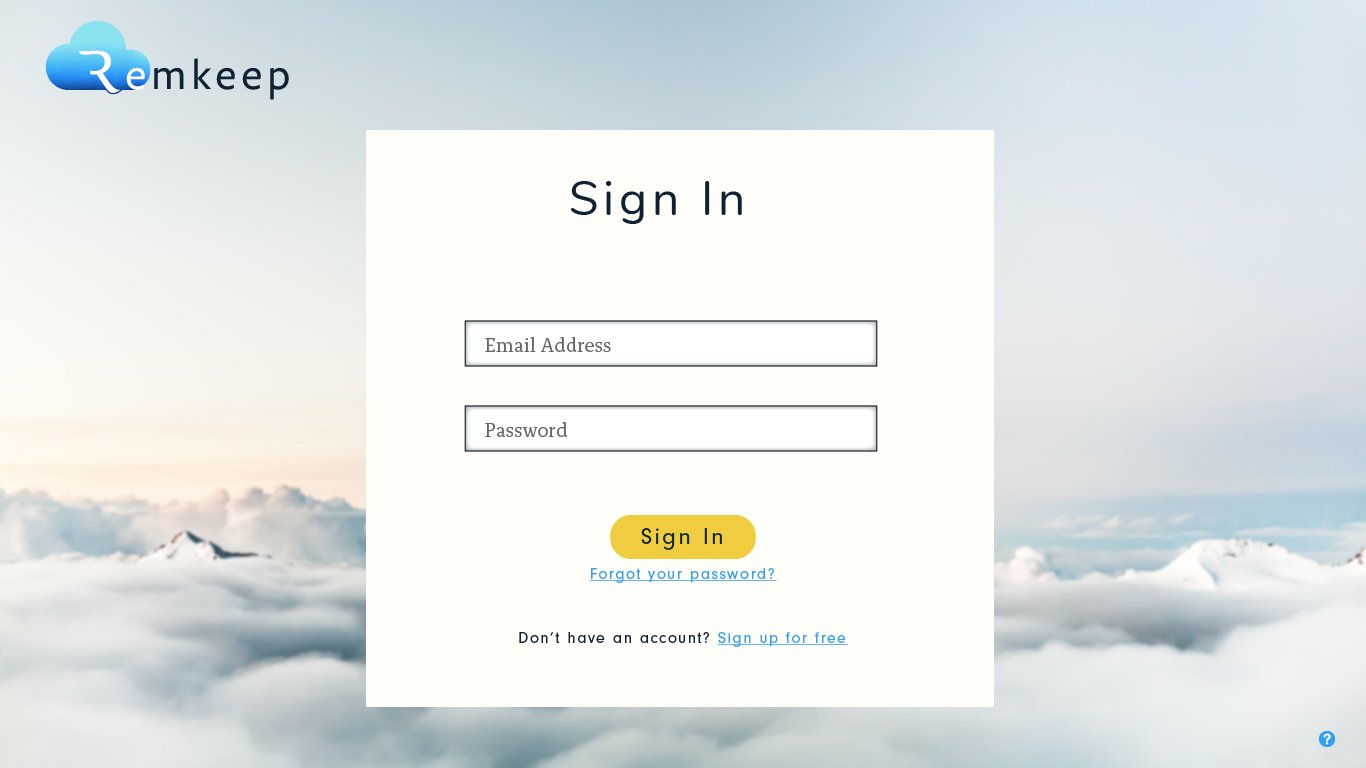 Remkeep
Sign In
Email Address
Password
Sign In
Forgot your password?
Don't have an account? Sign up for free
?